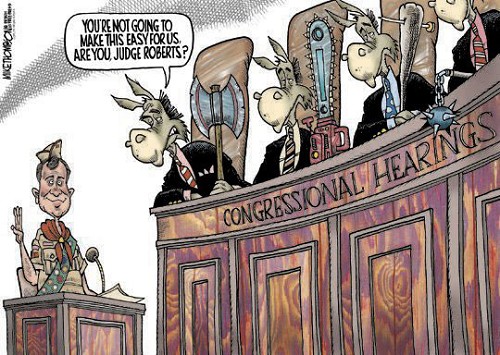 YOU'RE NOT GOING TO
MAKE THIS EASY FOR US,
ARE YOU, JUDGE ROBERTS?
CONGRESSIONAL HEARINGS